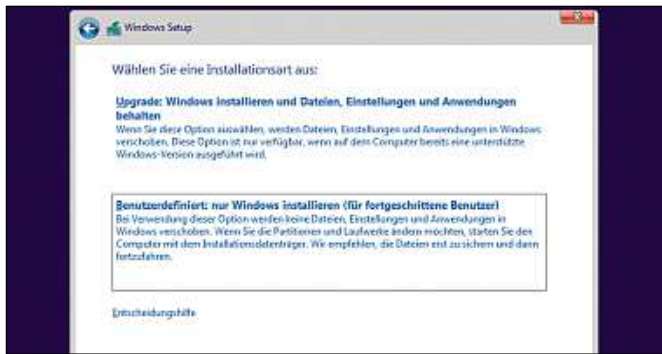 Windows Setup
Wählen Sie eine Installationsart aus:
Upgrade: Windows installieren und Dateien, Einstellungen und Anwendungen
behalten
Wenn Sie diese Option auswählen, werden Dateien, Einstellungen und Anwendungen in Windows
verschoben. Diese Option ist nur verfügbar, wenn auf dem Computer bereits eine unterstützte
Windows-Version ausgeführt wird.
Benutzerdefiniert: nur Windows installieren (für fortgeschrittene Benutzer)
Bei Verwendung dieser Option werden keine Dateien, Einstellungen und Anwendungen in
Windows verschoben. Wenn Sie die Partitionen und Laufwerke ändern möchten, starten Sie den
Computer mit dem Installationsdatenträger. Wir empfehlen, die Dateien erst zu sichern und dann
fortzufahren.
Entscheidungshilfe